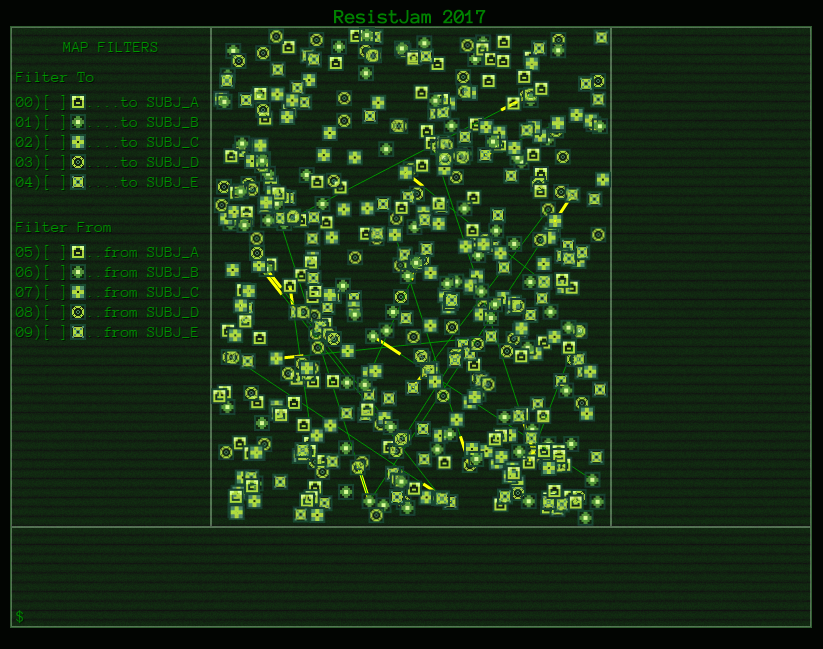 ResistJam 2017
MAP FILTERS
Filter To
00)[ ] ....to SUBJ_A
01)[ ] ....to SUBJ_B
02)[ ] ....to SUBJ_C
03)[ ] ....to SUBJ_D
04)[ ] ....to SUBJ_E
Filter From
05)[ ] ..from SUBJ_A
06)[ ] ..from SUBJ_B
07)[ ] ..from SUBJ_C
08)[ ] ..from SUBJ_D
09)[ ] ..from SUBJ_E
$